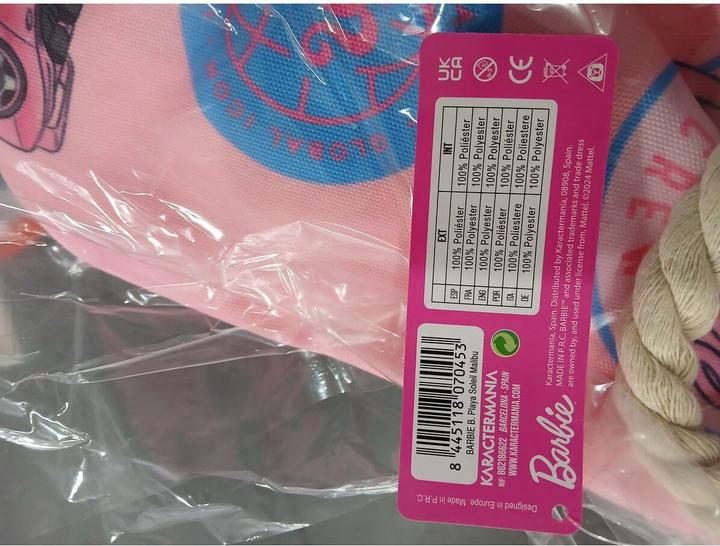 GLOBAL ICON
UK
CA
CE
EXT INT
ESP 100% Poliéster 100% Poliéster
FRA 100% Polyester 100% Polyester
ENG 100% Polyester 100% Polyester
POR 100% Poliéster 100% Poliéster
ITA 100% Poliestere 100% Poliestere
DE 100% Polyester 100% Polyester
Karactermania, Spain. Distributed by Karactermania, 08908, Spain.
MADE IN P.R.C. BARBIE™ and associated trademarks and trade dress
are owned by, and used under license from, Mattel. ©2024 Mattel.
8 445118 070453
BARBIE B. Playa Soleil Malibu
KARACTERMANIA
NIF: B62186622 BARCELONA - SPAIN
WWW.KARACTERMANIA.COM
Barbie
Designed in Europe. Made in P.R.C.